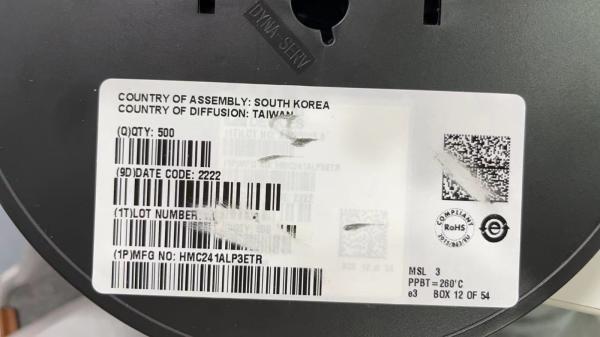 DYNA-SERV
COUNTRY OF ASSEMBLY: SOUTH KOREA
COUNTRY OF DIFFUSION: TAIWAN
(Q)QTY: 500
(9D)DATE CODE: 2222
(1T)LOT NUMBER
(1P)MFG NO: HMC241ALP3ETR
COMPLIANT
RoHS
e
MSL 3
PPBT=260°C
e3 BOX 12 OF 54